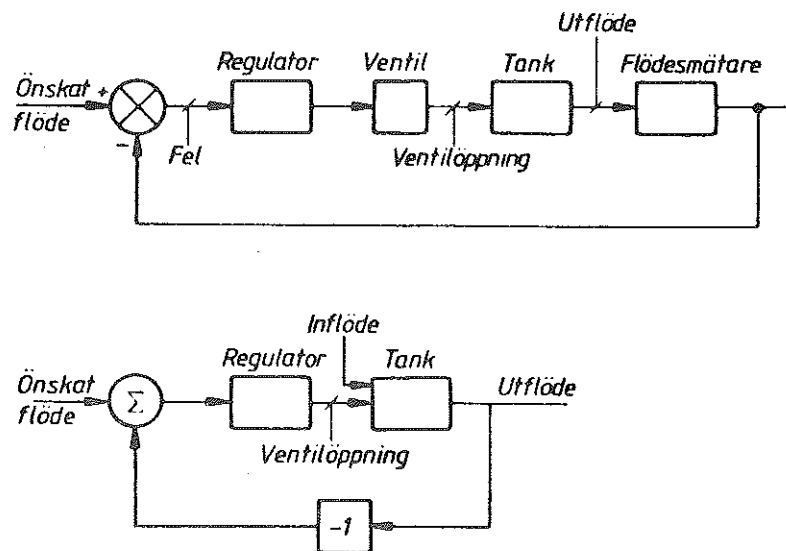 Utflöde
Regulator
Ventil
Tank
Flödesmätare
Önskat +
flöde
-
Fel
Ventilöppning
Inflöde
Regulator
Tank
Önskat
flöde
Σ
Utflöde
Ventilöppning
-1